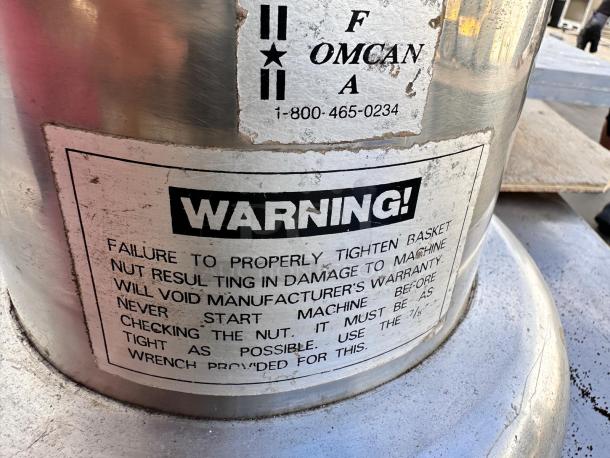 F
OMCAN
A
1-800-465-0234
WARNING!
FAILURE TO PROPERLY TIGHTEN BASKET
NUT RESUL TING IN DAMAGE TO MACHINE
WILL VOID MANUFACTURER'S WARRANTY
NEVER START MACHINE BEFORE
CHECKING THE NUT. IT MUST BE AS
TIGHT AS POSSIBLE. USE THE 7/8"
WRENCH PROVIDED FOR THIS.